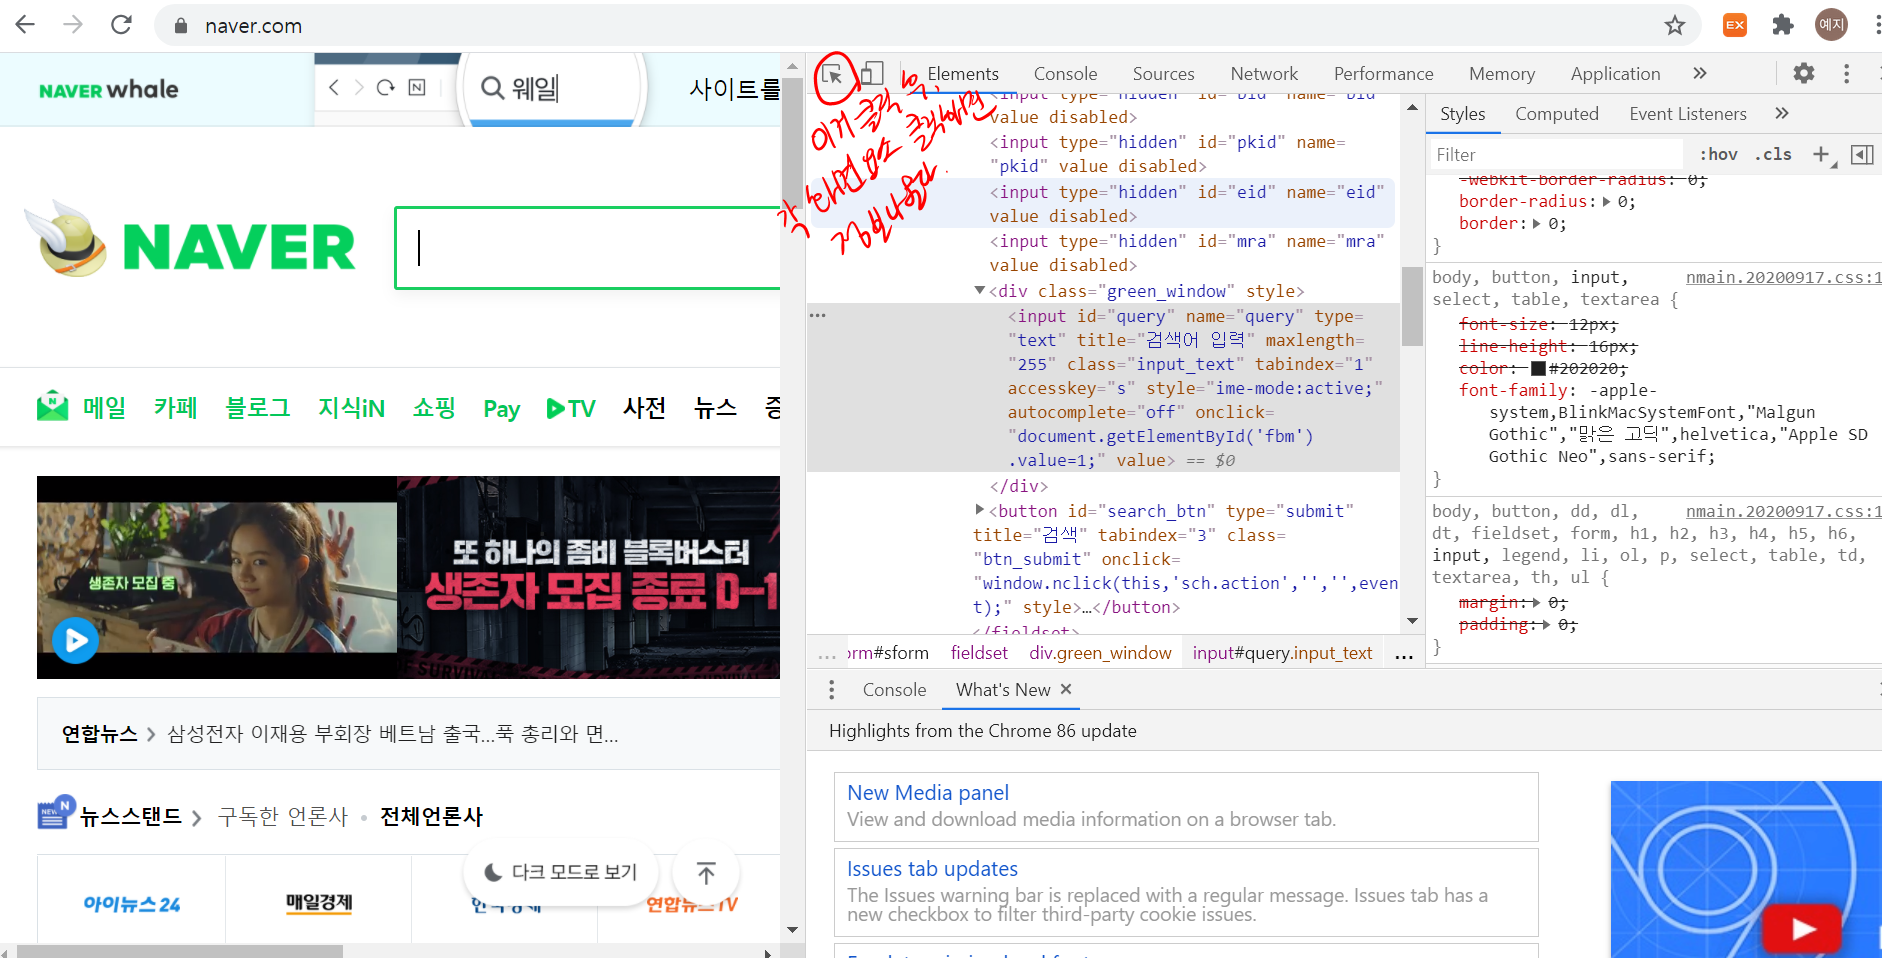 naver.com
EX
예지
NAVER whale
웨일
사이트를
NAVER
메일 카페 블로그 지식iN 쇼핑 Pay TV 사전 뉴스
생존자 모집 중
또 하나의 좀비 블록버스터
생존자 모집 종료 D-1
연합뉴스 > 삼성전자 이재용 부회장 베트남 출국...푹 총리와 면...
NEWS N 뉴스스탠드 > 구독한 언론사 전체언론사
다크 모드로 보기
아이뉴스24 매일경제 한국경제 연합뉴스TV
Elements Console Sources Network Performance Memory Application »
이거 클릭 후,
각 화면요소 클릭하면
정보나온다.
<input type="hidden" id="bid" name="bid"
value disabled>
<input type="hidden" id="pkid" name=
"pkid" value disabled>
<input type="hidden" id="eid" name="eid"
value disabled>
<input type="hidden" id="mra" name="mra"
value disabled>
▼<div class="green_window" style>
<input id="query" name="query" type=
"text" title="검색어 입력" maxlength=
"255" class="input_text" tabindex="1"
accesskey="s" style="ime-mode:active;"
autocomplete="off" onclick=
"document.getElementById('fbm')
.value=1;" value> == $0
</div>
▶<button id="search_btn" type="submit"
title="검색" tabindex="3" class=
"btn_submit" onclick=
"window.nclick(this,'sch.action','','',even
t);" style>…</button>
</fieldset>
... orm#sform fieldset div.green_window input#query.input_text ...
Styles Computed Event Listeners »
Filter :hov .cls +
-webkit-border-radius: 0;
border-radius:▶0;
border:▶0;
}
body, button, input, nmain.20200917.css:1
select, table, textarea {
font-size: 12px;
line-height: 16px;
color: #202020;
font-family: -apple-
system,BlinkMacSystemFont,"Malgun
Gothic","맑은 고딕",helvetica,"Apple SD
Gothic Neo",sans-serif;
}
body, button, dd, dl, nmain.20200917.css:1
dt, fieldset, form, h1, h2, h3, h4, h5, h6,
input, legend, li, ol, p, select, table, td,
textarea, th, ul {
margin:▶0;
padding:▶0;
}
Console What's New ×
Highlights from the Chrome 86 update
New Media panel
View and download media information on a browser tab.
Issues tab updates
The Issues warning bar is replaced with a regular message. Issues tab has a
new checkbox to filter third-party cookie issues.